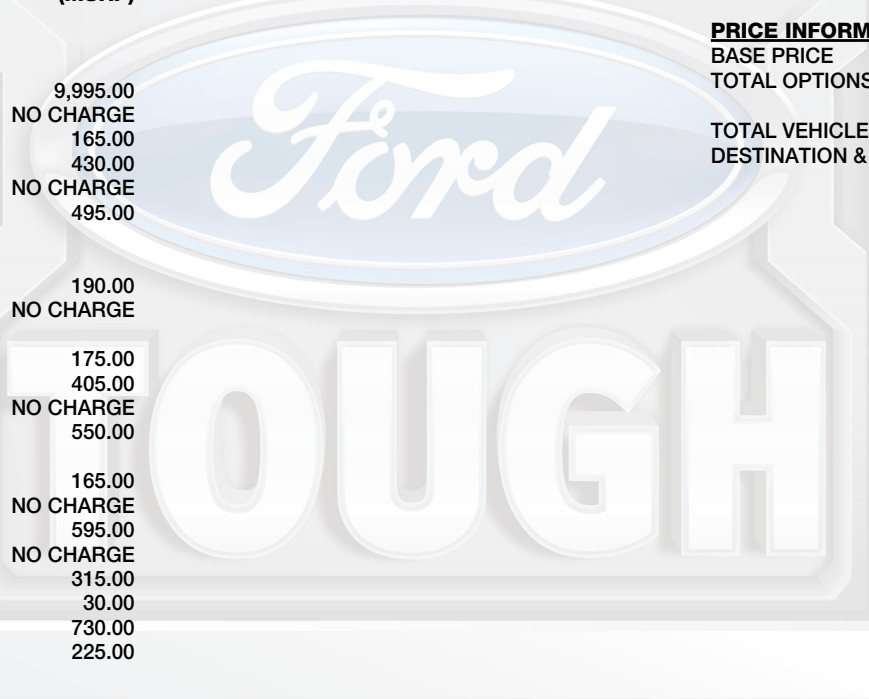 PRICE INFORM
BASE PRICE
TOTAL OPTIONS
TOTAL VEHICLE
DESTINATION &
9,995.00
NO CHARGE
165.00
430.00
NO CHARGE
495.00
190.00
NO CHARGE
175.00
405.00
NO CHARGE
550.00
165.00
NO CHARGE
595.00
NO CHARGE
315.00
30.00
730.00
225.00
Ford
TOUGH